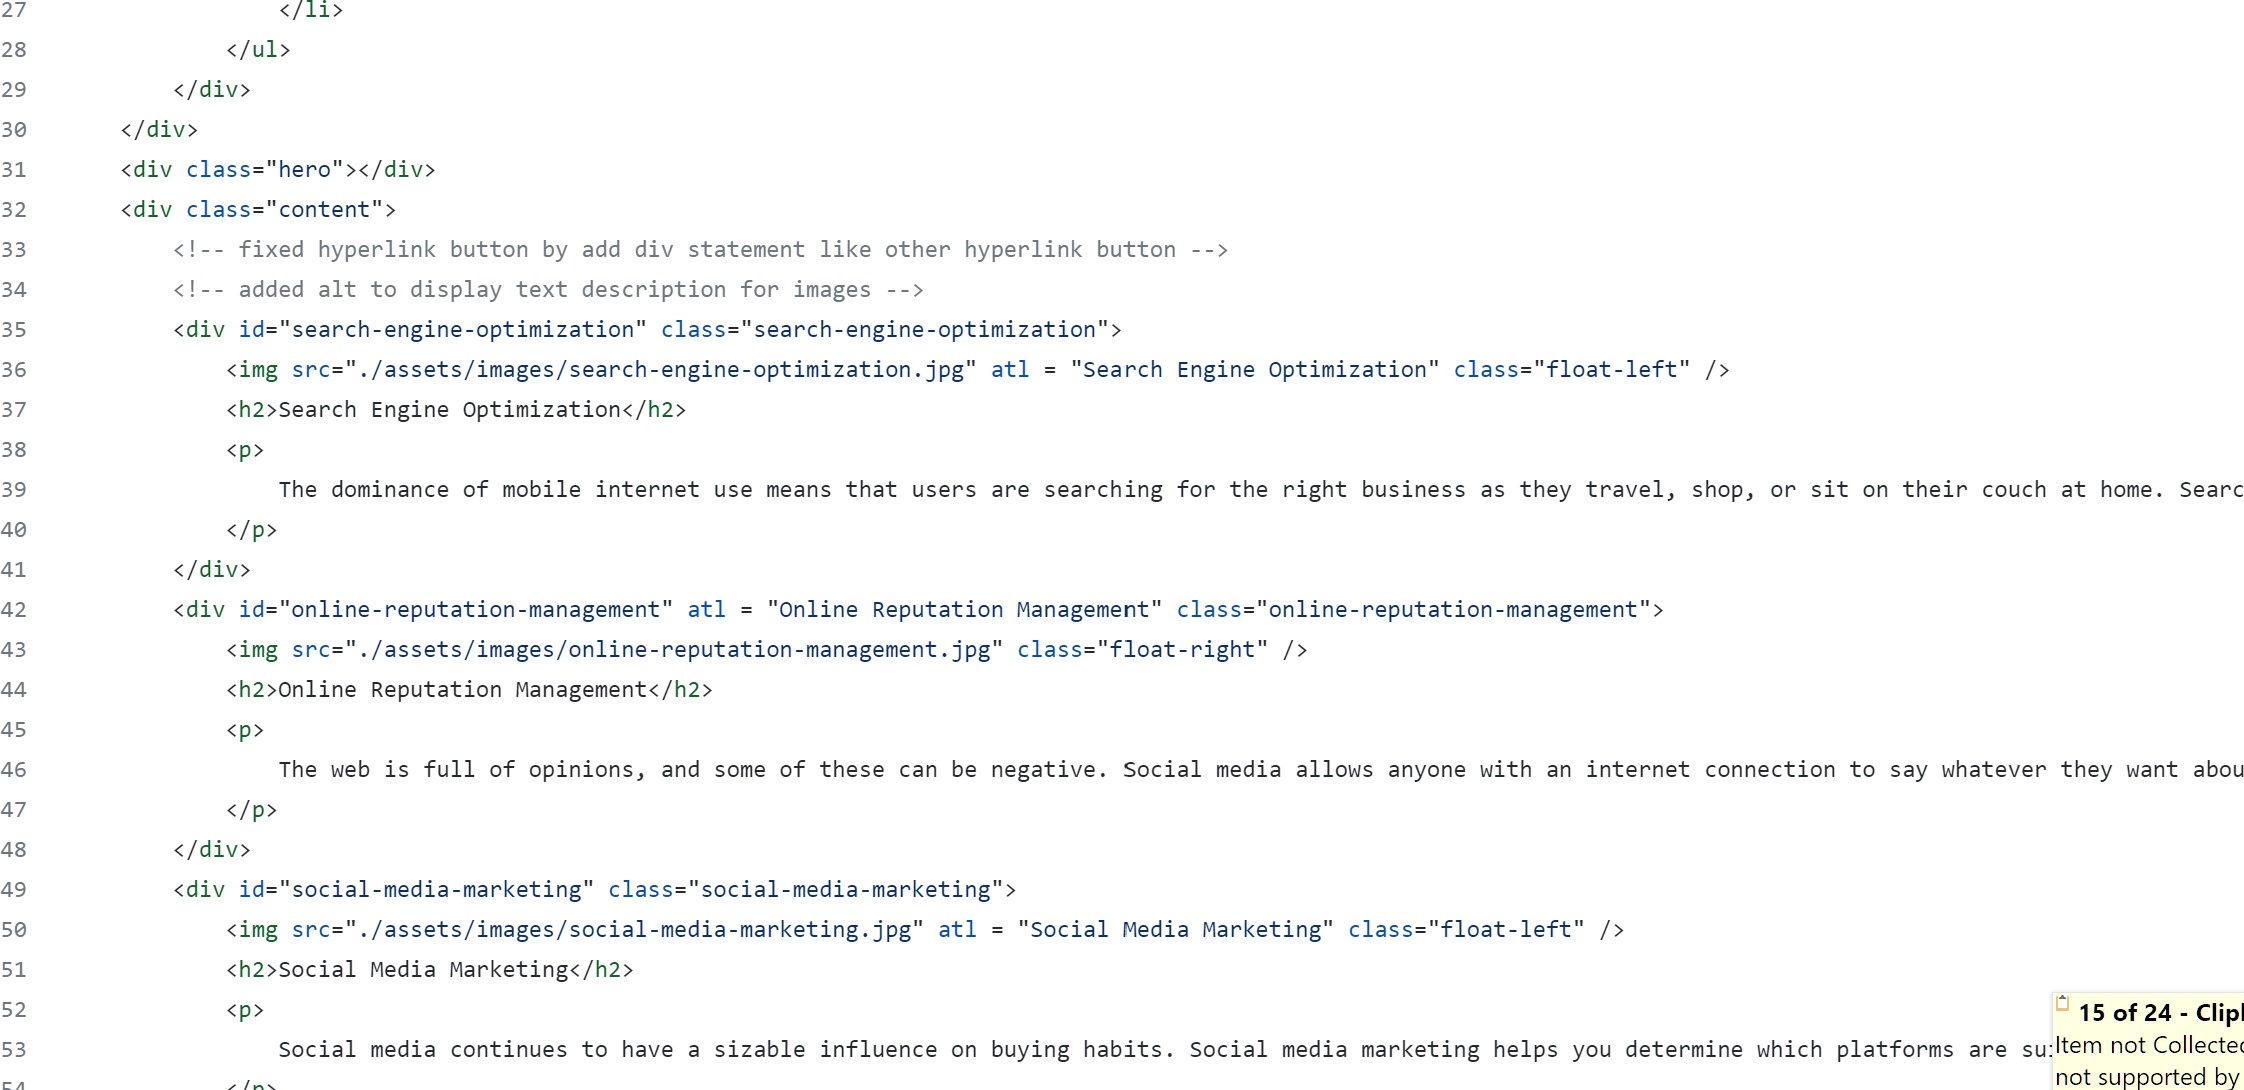 27 </li>
28 </ul>
29 </div>
30 </div>
31 <div class="hero"></div>
32 <div class="content">
33 <!-- fixed hyperlink button by add div statement like other hyperlink button -->
34 <!-- added alt to display text description for images -->
35 <div id="search-engine-optimization" class="search-engine-optimization">
36 <img src="./assets/images/search-engine-optimization.jpg" atl = "Search Engine Optimization" class="float-left" />
37 <h2>Search Engine Optimization</h2>
38 <p>
39 The dominance of mobile internet use means that users are searching for the right business as they travel, shop, or sit on their couch at home. Searc
40 </p>
41 </div>
42 <div id="online-reputation-management" atl = "Online Reputation Management" class="online-reputation-management">
43 <img src="./assets/images/online-reputation-management.jpg" class="float-right" />
44 <h2>Online Reputation Management</h2>
45 <p>
46 The web is full of opinions, and some of these can be negative. Social media allows anyone with an internet connection to say whatever they want abou
47 </p>
48 </div>
49 <div id="social-media-marketing" class="social-media-marketing">
50 <img src="./assets/images/social-media-marketing.jpg" atl = "Social Media Marketing" class="float-left" />
51 <h2>Social Media Marketing</h2>
52 <p>
53 Social media continues to have a sizable influence on buying habits. Social media marketing helps you determine which platforms are su
54 </p>
15 of 24 - Clip
Item not Collected
not supported by